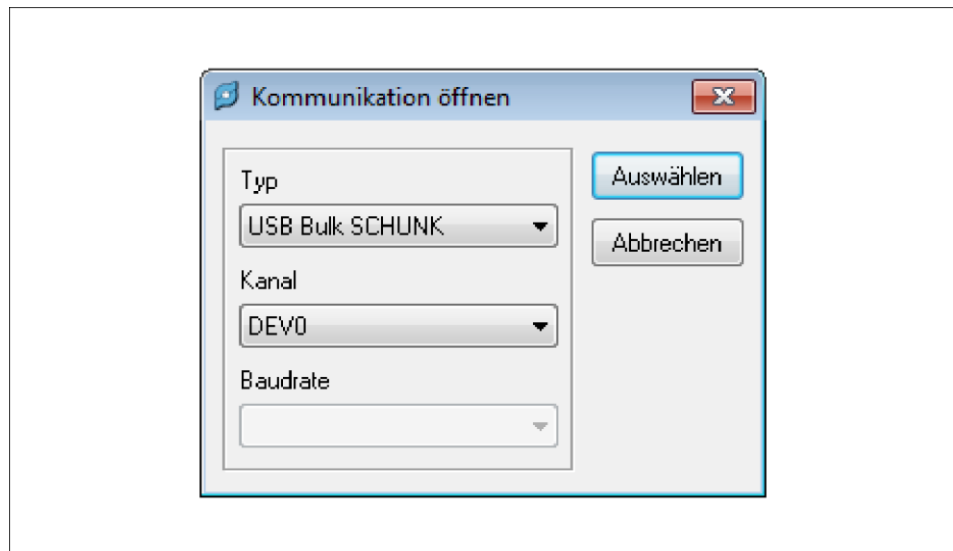 Kommunikation öffnen
Typ
USB Bulk SCHUNK
Kanal
DEV0
Baudrate
Auswählen
Abbrechen